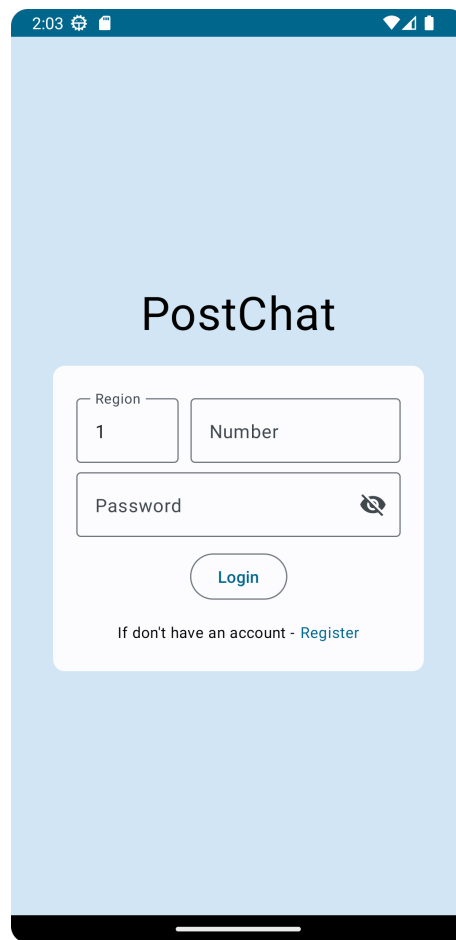 2:03
PostChat
Region
1
Number
Password
Login
If don't have an account - Register